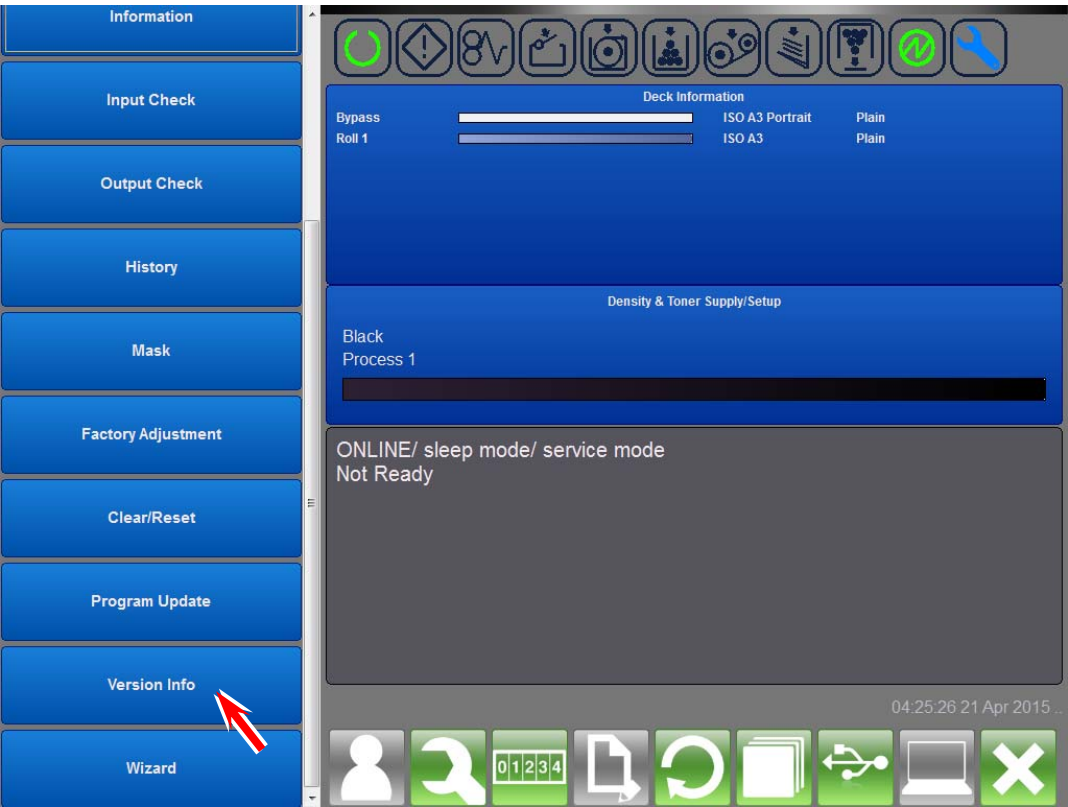 Information
Input Check
Output Check
History
Mask
Factory Adjustment
Clear/Reset
Program Update
Version Info
Wizard
Deck Information
Bypass ISO A3 Portrait Plain
Roll 1 ISO A3 Plain
Density & Toner Supply/Setup
Black
Process 1
ONLINE/ sleep mode/ service mode
Not Ready
04:25:26 21 Apr 2015 ..
01234